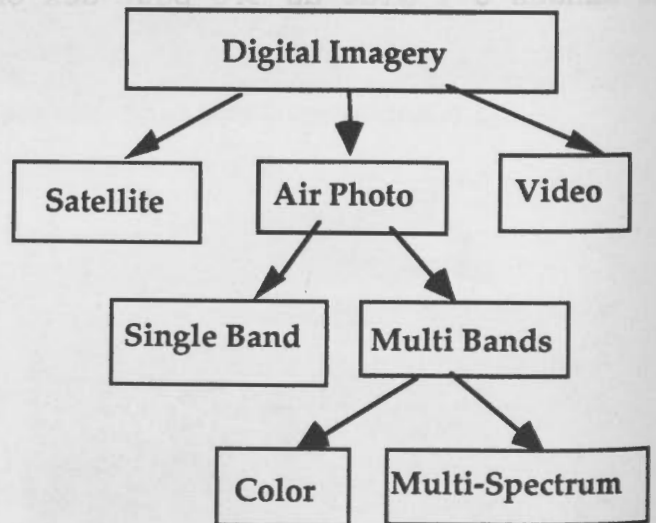 Digital Imagery
Satellite
Air Photo
Video
Single Band
Multi Bands
Color
Multi-Spectrum